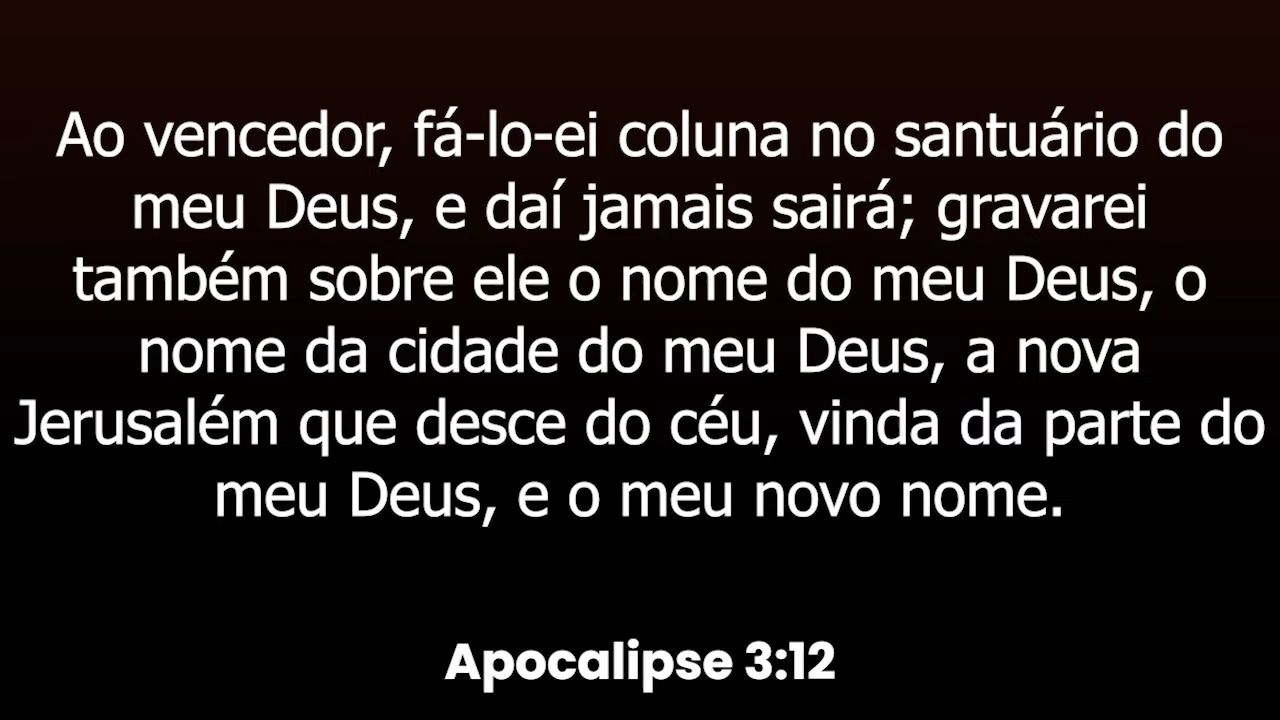 Ao vencedor, fá-lo-ei coluna no santuário do
meu Deus, e daí jamais sairá; gravarei
também sobre ele o nome do meu Deus, o
nome da cidade do meu Deus, a nova
Jerusalém que desce do céu, vinda da parte do
meu Deus, e o meu novo nome.
Apocalipse 3:12